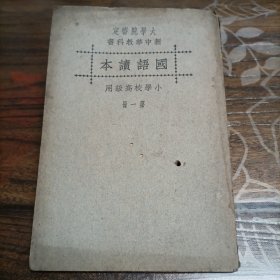 大學院審定
新中華教科書
國語讀本
小學校高級用
第一冊